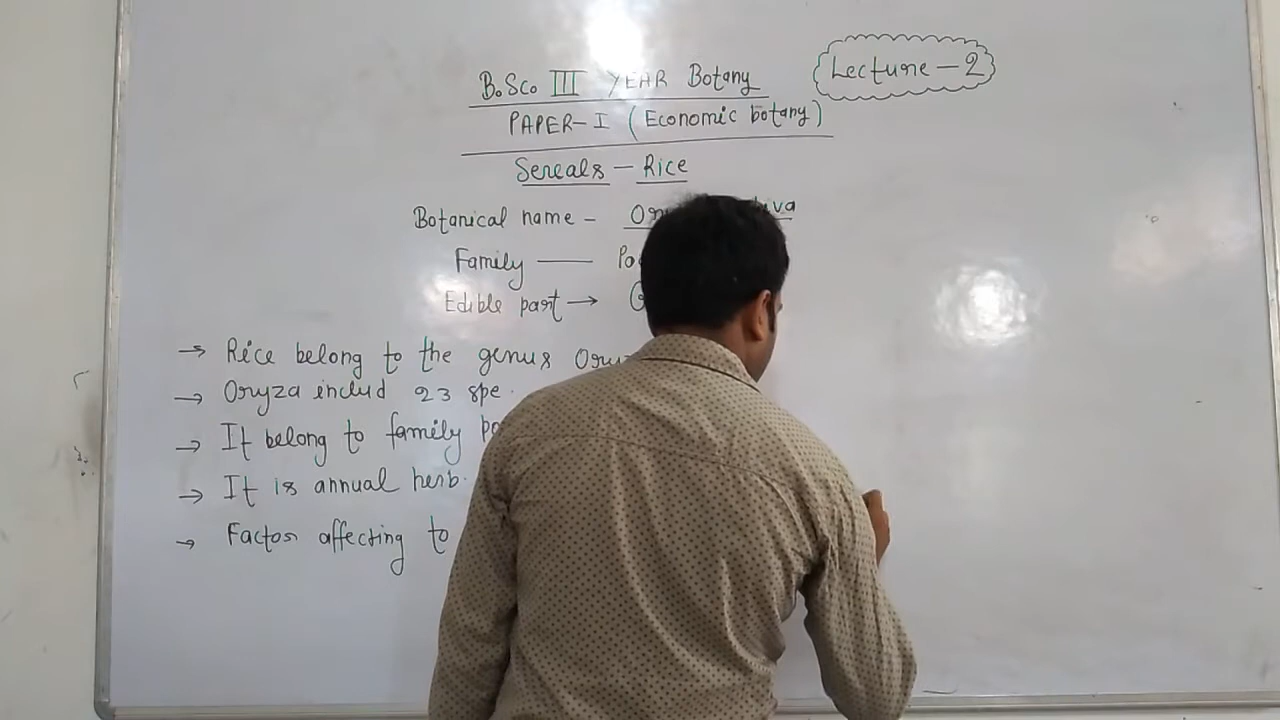 B.Sc. III YEAR Botany
Lecture - 2
PAPER - I (Economic botany)
Sereals - Rice
Botanical name -
Family —
Edible part →
→ Rice belong to the genus
→ Oryza includ 23 spe.
→ It belong to family
→ It is annual herb.
→ Factor affecting to